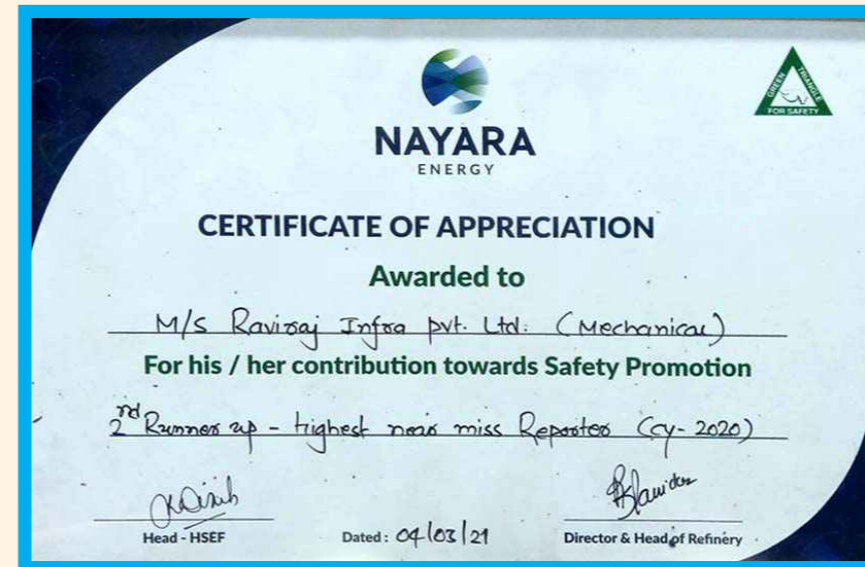 NAYARA
ENERGY
GREEN TRIANGLE
FOR SAFETY
CERTIFICATE OF APPRECIATION
Awarded to
M/S Raviraj Infra pvt. Ltd. (Mechanical)
For his / her contribution towards Safety Promotion
2nd Runner up - Highest near miss Reporter (cy-2020)
Head - HSEF
Dated : 04/03/21
Director & Head of Refinery